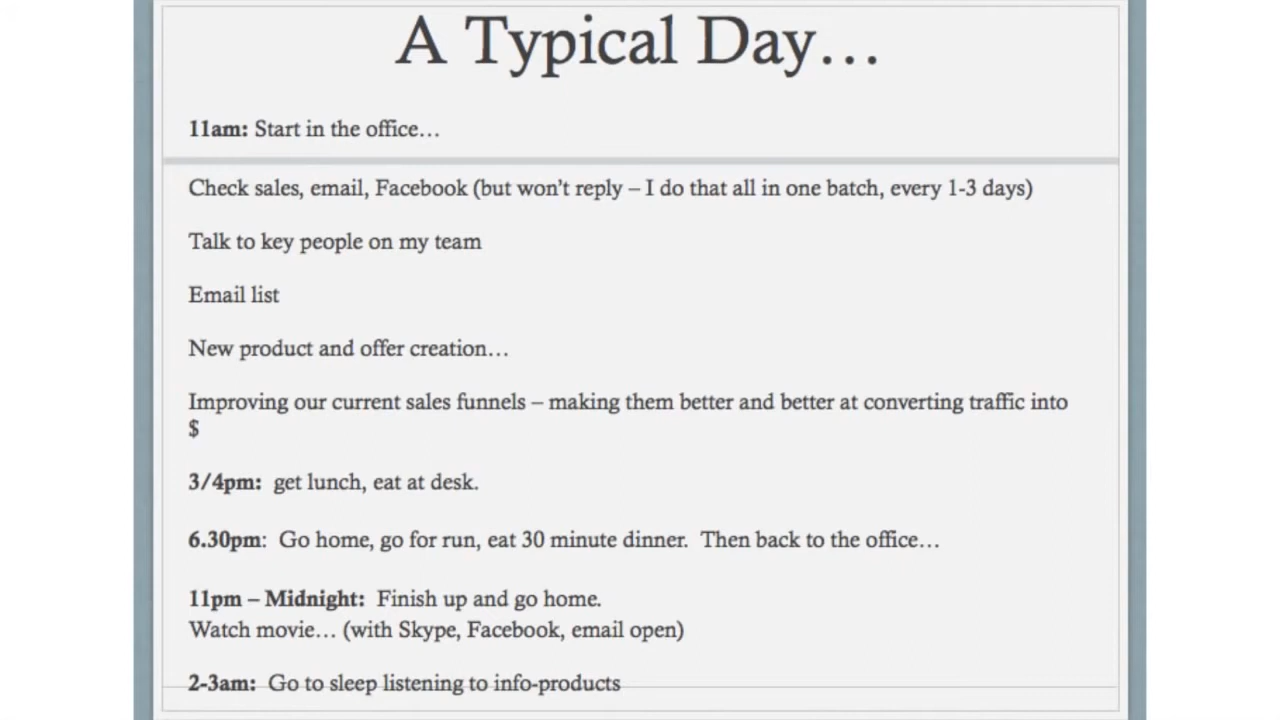 A Typical Day…
11am: Start in the office…
Check sales, email, Facebook (but won’t reply – I do that all in one batch, every 1-3 days)
Talk to key people on my team
Email list
New product and offer creation…
Improving our current sales funnels – making them better and better at converting traffic into
$
3/4pm:  get lunch, eat at desk.
6.30pm:  Go home, go for run, eat 30 minute dinner.  Then back to the office…
11pm – Midnight:  Finish up and go home.
Watch movie… (with Skype, Facebook, email open)
2-3am:  Go to sleep listening to info-products